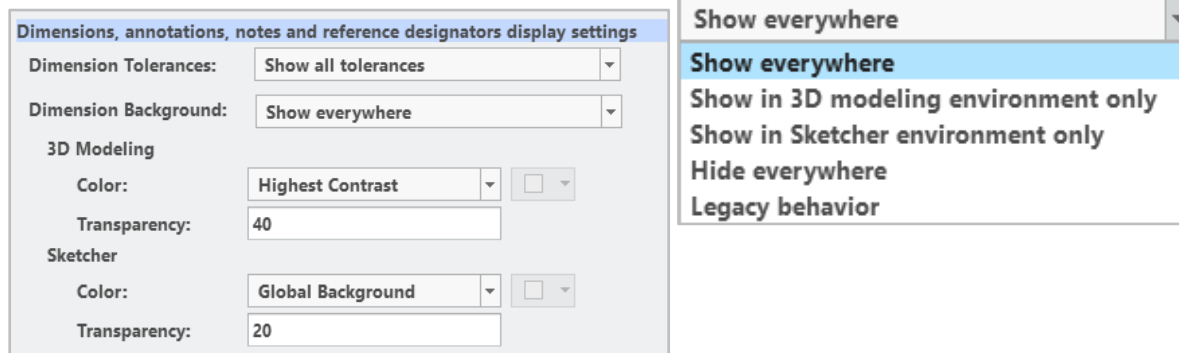 Dimensions, annotations, notes and reference designators display settings
Dimension Tolerances: Show all tolerances
Dimension Background: Show everywhere
3D Modeling
Color: Highest Contrast
Transparency: 40
Sketcher
Color: Global Background
Transparency: 20
Show everywhere
Show everywhere
Show in 3D modeling environment only
Show in Sketcher environment only
Hide everywhere
Legacy behavior